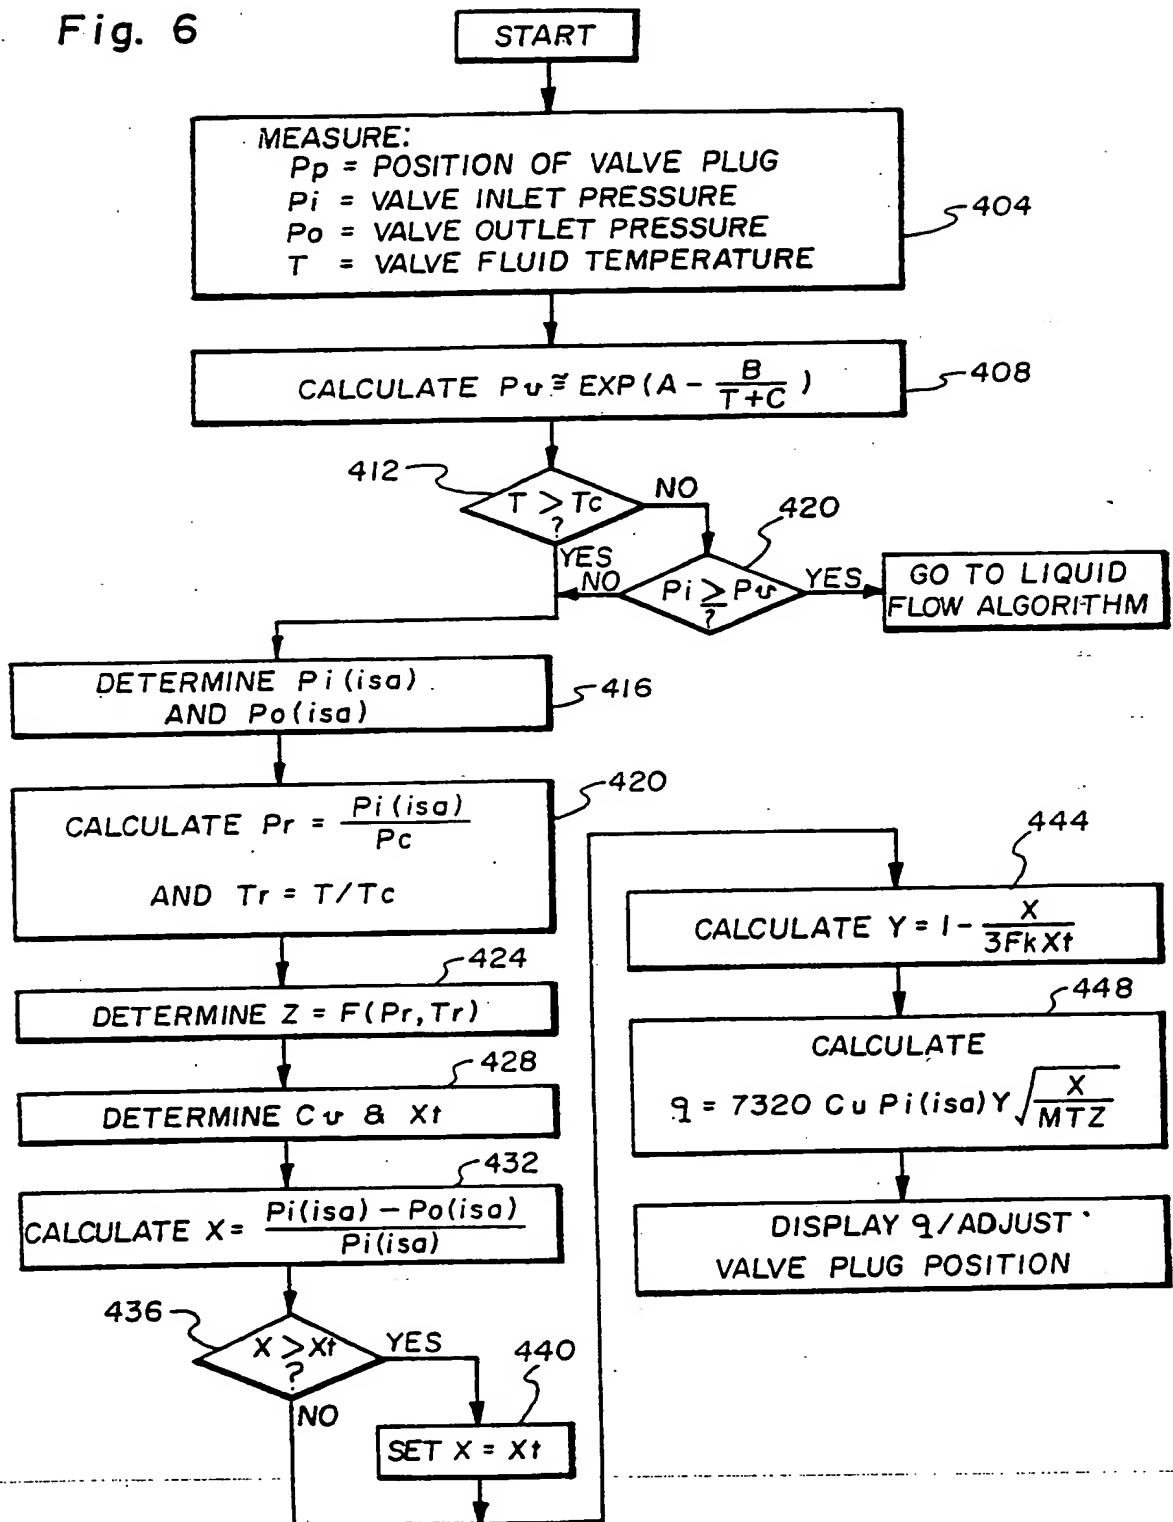 Fig. 6
START
MEASURE:
Pp = POSITION OF VALVE PLUG
Pi = VALVE INLET PRESSURE
Po = VALVE OUTLET PRESSURE
T = VALVE FLUID TEMPERATURE
404
CALCULATE Pv ≅ EXP(A - B/(T+C))
408
412
T > Tc
?
NO
YES
420
Pi ≥ Pv
?
NO
YES
GO TO LIQUID
FLOW ALGORITHM
DETERMINE Pi(isa)
AND Po(isa)
416
CALCULATE Pr = Pi(isa)/Pc
AND Tr = T/Tc
420
424
DETERMINE Z = F(Pr,Tr)
428
DETERMINE Cv & Xt
432
CALCULATE X = (Pi(isa) - Po(isa))/Pi(isa)
436
X > Xt
?
YES
NO
440
SET X = Xt
444
CALCULATE Y = 1 - X/(3FkXt)
448
CALCULATE
q = 7320 Cu Pi(isa) Y √(X/MTZ)
DISPLAY q/ADJUST
VALVE PLUG POSITION